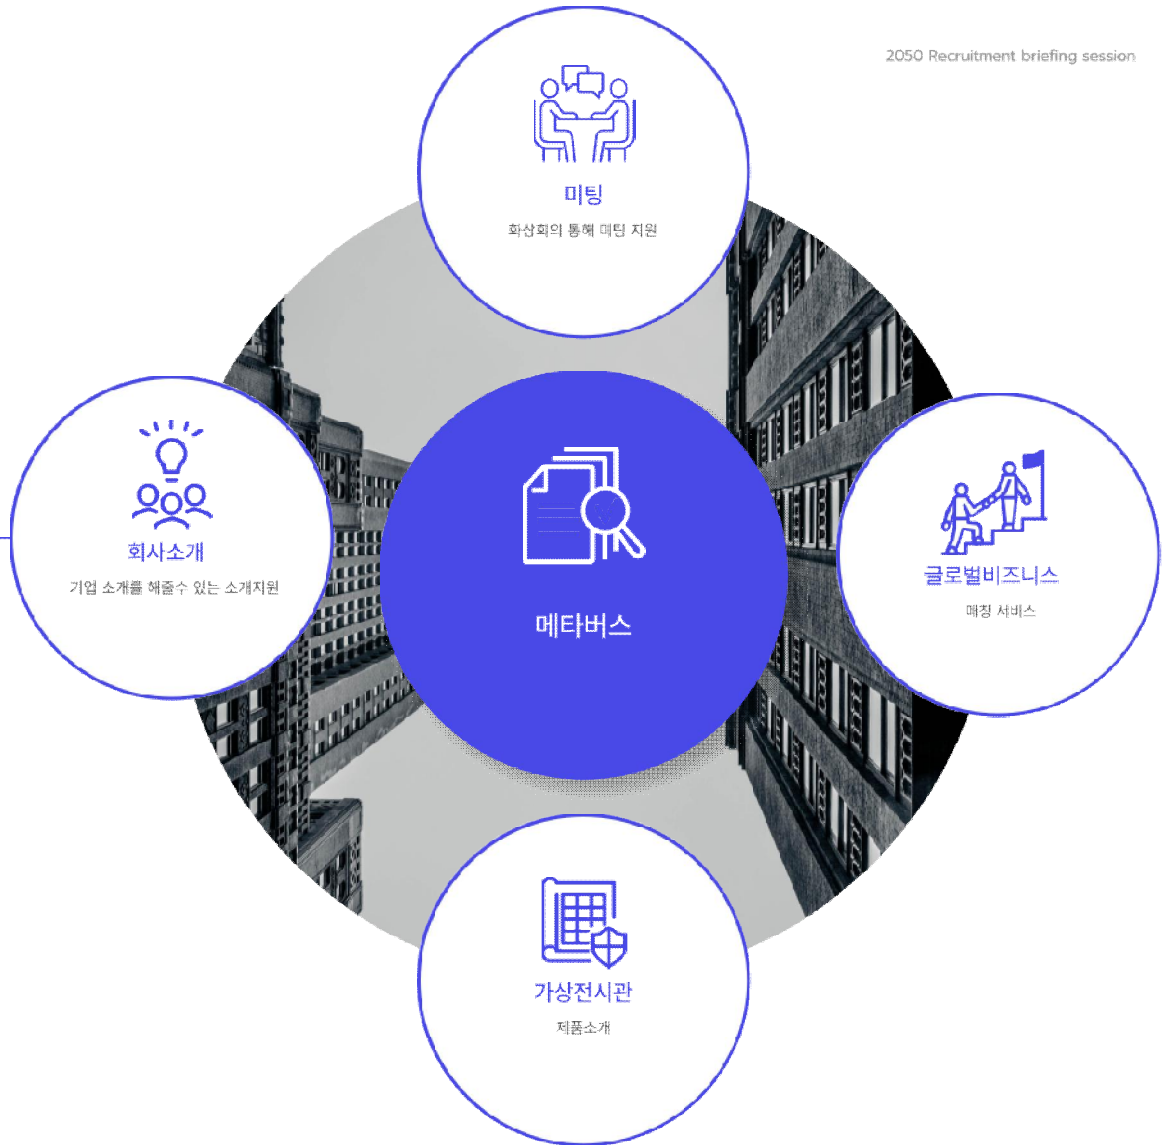 2050 Recruitment briefing session
미팅
화상회의 통해 미팅 지원
회사소개
기업 소개를 해줄수 있는 소개지원
메타버스
글로벌비즈니스
매칭 서비스
가상전시관
제품소개